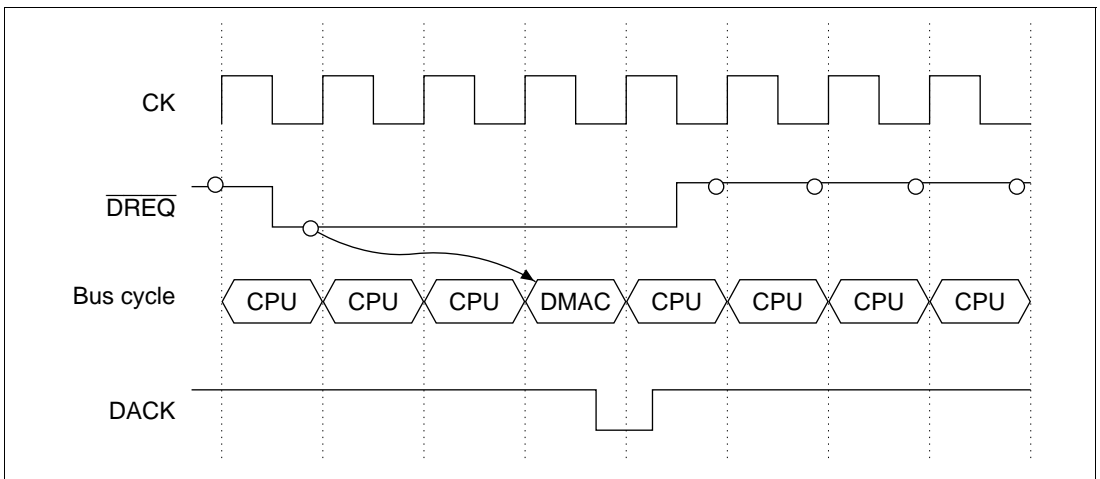 CK
DREQ
Bus cycle CPU CPU CPU DMAC CPU CPU CPU CPU
DACK